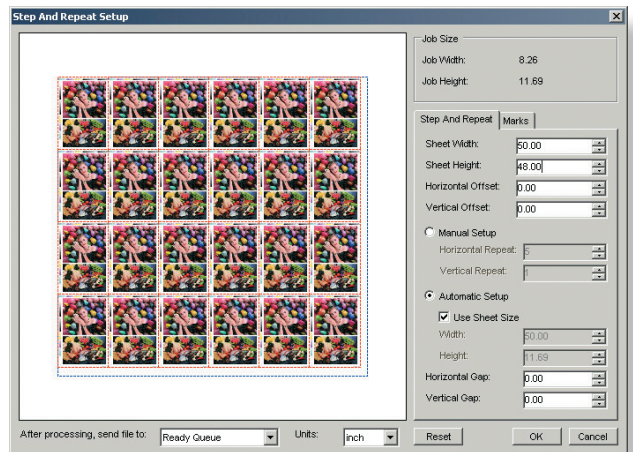 Step And Repeat Setup
Job Size
Job Width: 8.26
Job Height: 11.69
Step And Repeat Marks
Sheet Width: 50.00
Sheet Height: 48.00
Horizontal Offset: 0.00
Vertical Offset: 0.00
Manual Setup
Horizontal Repeat: 5
Vertical Repeat: 1
Automatic Setup
Use Sheet Size
Width: 50.00
Height: 11.69
Horizontal Gap: 0.00
Vertical Gap: 0.00
After processing, send file to: Ready Queue Units: inch Reset OK Cancel